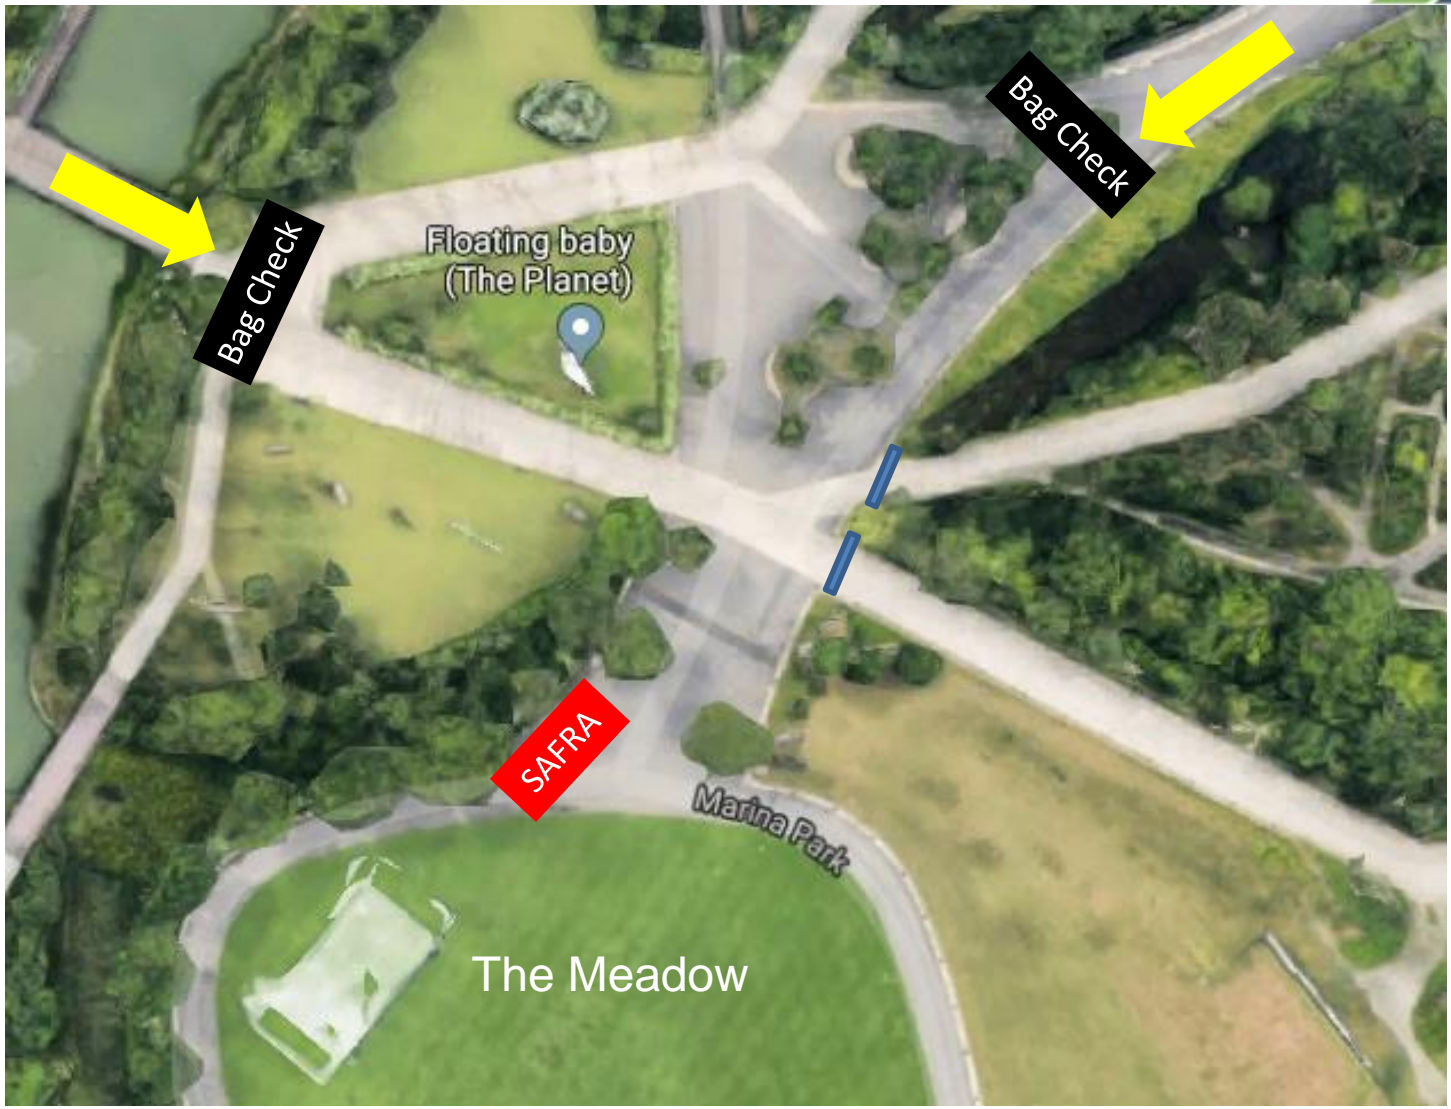 Bag Check
Bag Check
Floating baby
(The Planet)
SAFRA
Marina Park
The Meadow